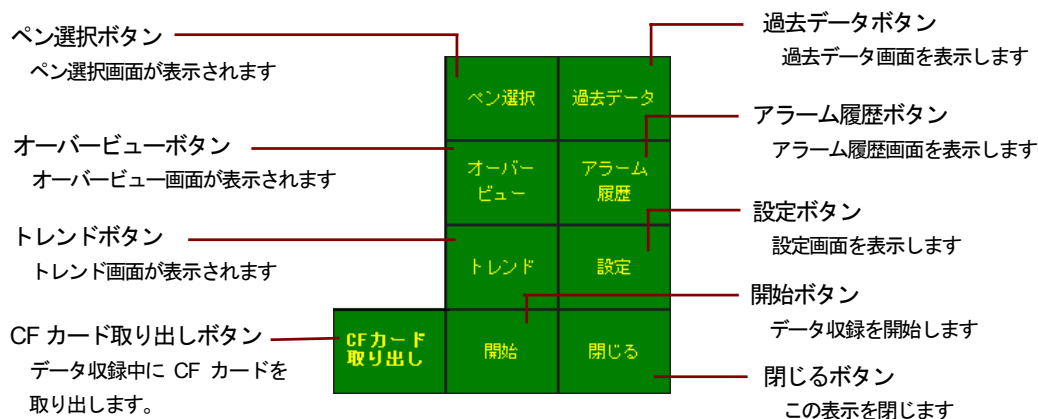 ペン選択ボタン
ペン選択画面が表示されます
オーバービューボタン
オーバービュー画面が表示されます
トレンドボタン
トレンド画面が表示されます
CF カード取り出しボタン
データ収録中に CF カードを
取り出します。
ペン選択
過去データ
オーバー
ビュー
アラーム
履歴
トレンド
設定
CFカード
取り出し
開始
閉じる
過去データボタン
過去データ画面を表示します
アラーム履歴ボタン
アラーム履歴画面を表示します
設定ボタン
設定画面を表示します
開始ボタン
データ収録を開始します
閉じるボタン
この表示を閉じます